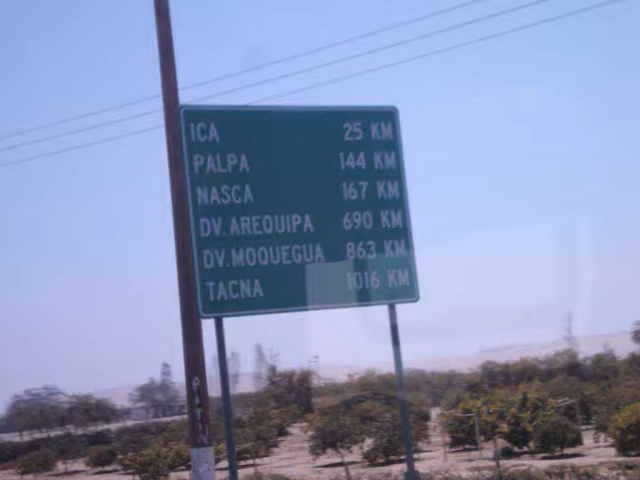 ICA 25 KM
PALPA 144 KM
NASCA 167 KM
DV. AREQUIPA 690 KM
DV. MOQUEGUA 863 KM
TACNA 1016 KM